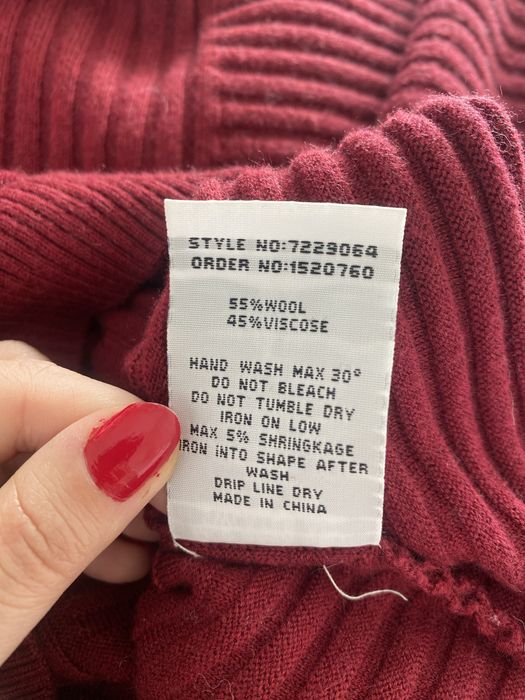 STYLE NO:7229064
ORDER NO:1520760
55%WOOL
45%VISCOSE
HAND WASH MAX 30°
DO NOT BLEACH
DO NOT TUMBLE DRY
IRON ON LOW
MAX 5% SHRINGKAGE
IRON INTO SHAPE AFTER
WASH
DRIP LINE DRY
MADE IN CHINA